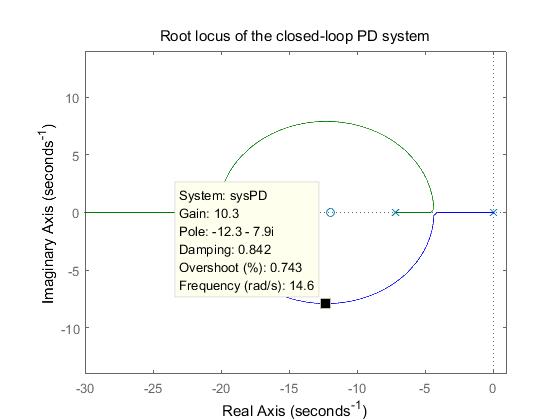 Root locus of the closed-loop PD system
10
5
0
-5
-10
Imaginary Axis (seconds⁻¹)
System: sysPD
Gain: 10.3
Pole: -12.3 - 7.9i
Damping: 0.842
Overshoot (%): 0.743
Frequency (rad/s): 14.6
-30 -25 -20 -15 -10 -5 0
Real Axis (seconds⁻¹)